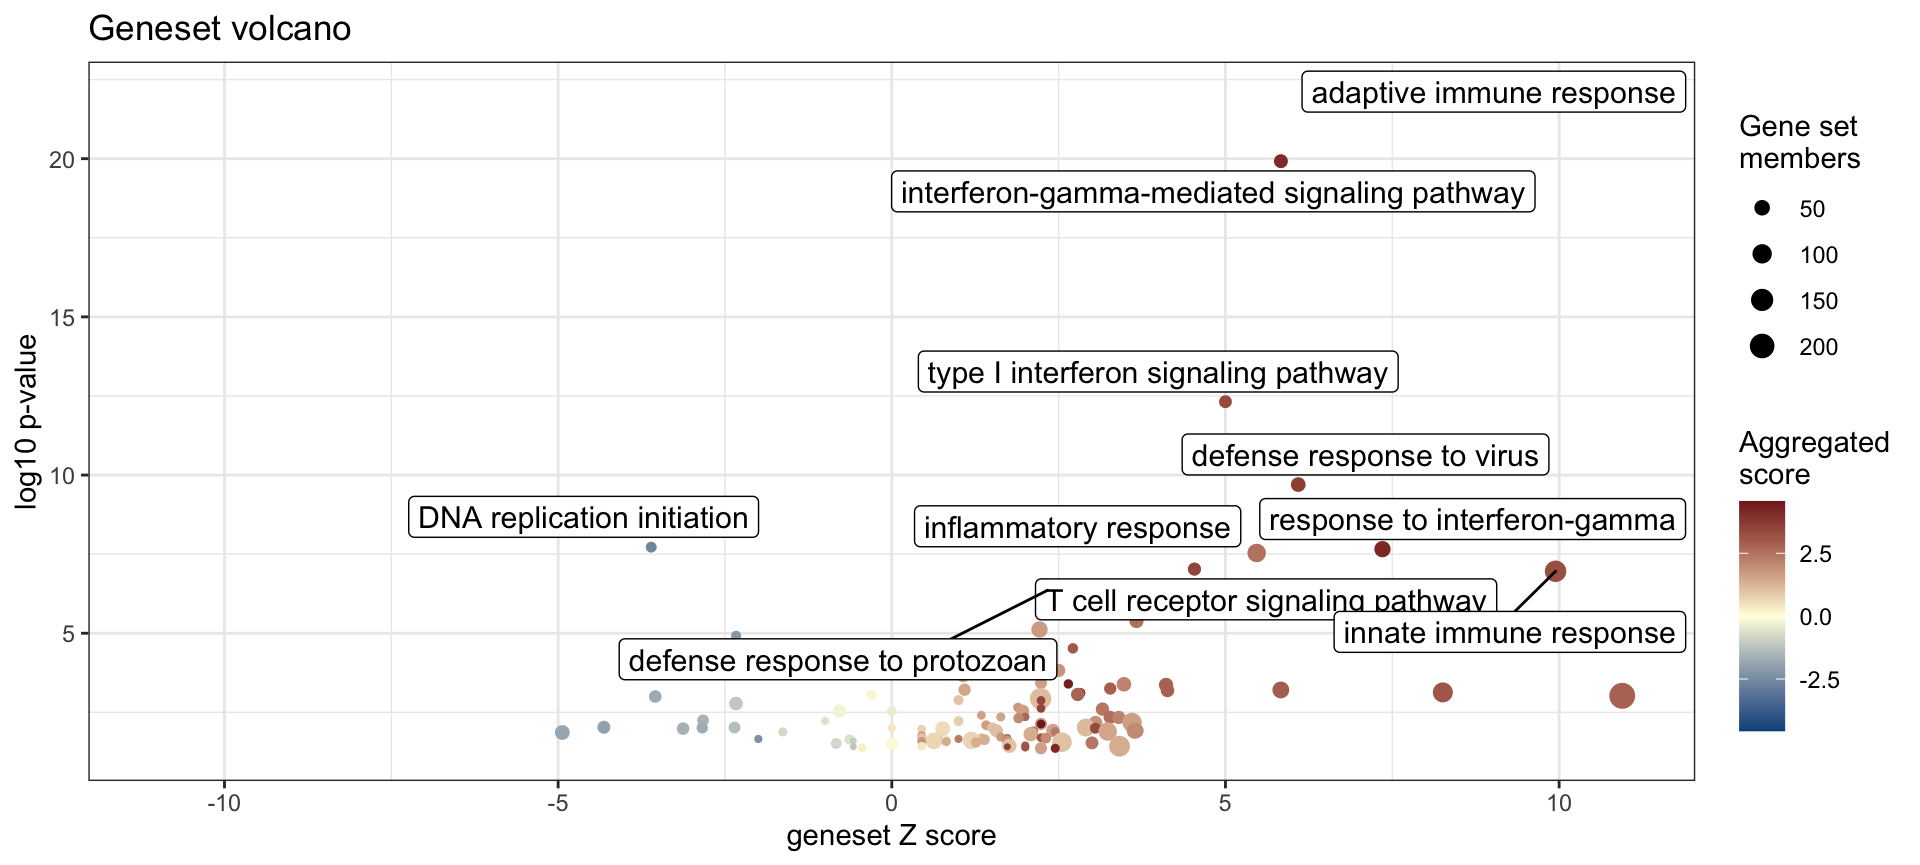 Geneset volcano
adaptive immune response
interferon-gamma-mediated signaling pathway
type I interferon signaling pathway
defense response to virus
DNA replication initiation
inflammatory response
response to interferon-gamma
T cell receptor signaling pathway
innate immune response
defense response to protozoan
log10 p-value
20
15
10
5
-10
-5
0
5
10
geneset Z score
Gene set
members
50
100
150
200
Aggregated
score
2.5
0.0
-2.5